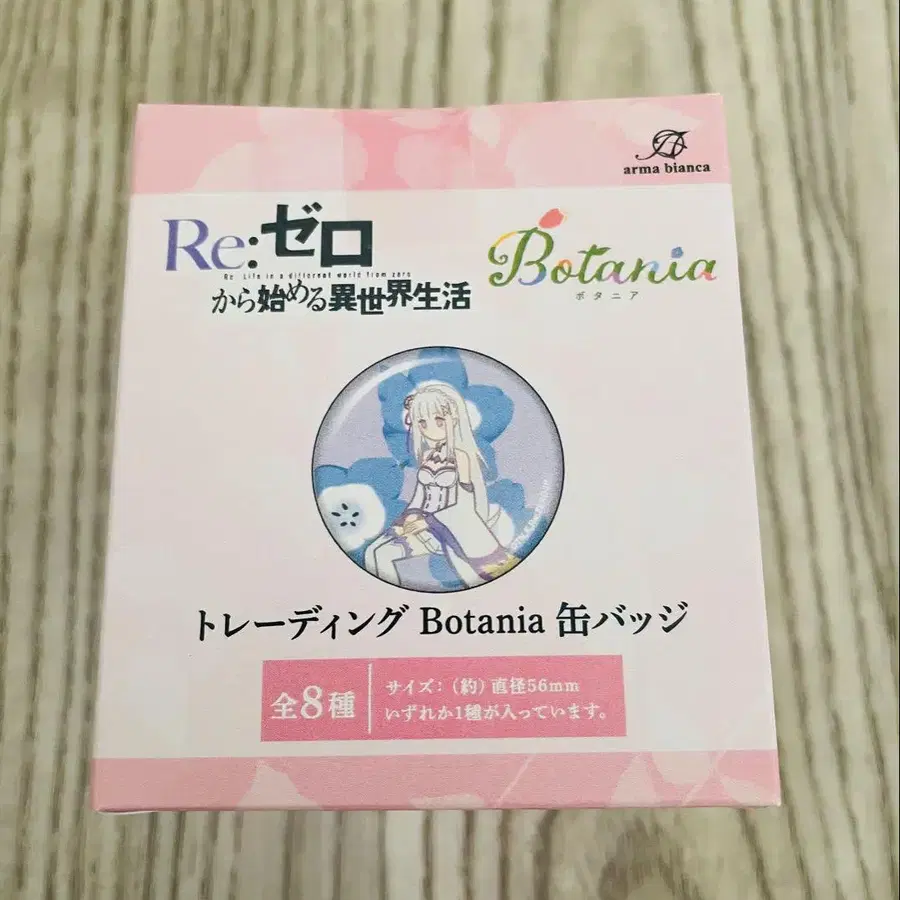 arma bianca
Re:ゼロ
Re: Life in a different world from zero
から始める異世界生活
Botania
ボタニア
トレーディング Botania 缶バッジ
全8種
サイズ:(約)直径56mm
いずれか1種が入っています。